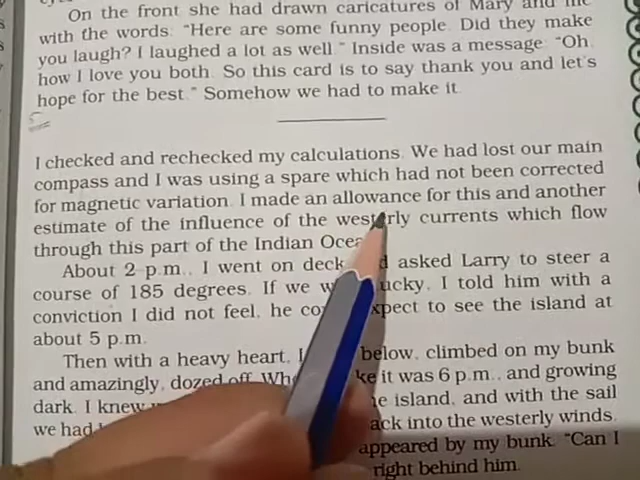 On the front she had drawn caricatures of Mary and me
with the words: "Here are some funny people. Did they make
you laugh? I laughed a lot as well." Inside was a message: "Oh
how I love you both. So this card is to say thank you and let's
hope for the best." Somehow we had to make it.
I checked and rechecked my calculations. We had lost our main
compass and I was using a spare which had not been corrected
for magnetic variation. I made an allowance for this and another
estimate of the influence of the westerly currents which flow
through this part of the Indian
About 2 p.m., I went on deck asked Larry to steer a
course of 185 degrees. If we I told him with a
conviction I did not feel, he to see the island at
about 5 p.m.
Then with a heavy heart, I below, climbed on my bunk
and amazingly, dozed off. it was 6 p.m., and growing
dark. I knew island, and with the sail
we had into the westerly winds.
appeared by my bunk. "Can I
right behind him.